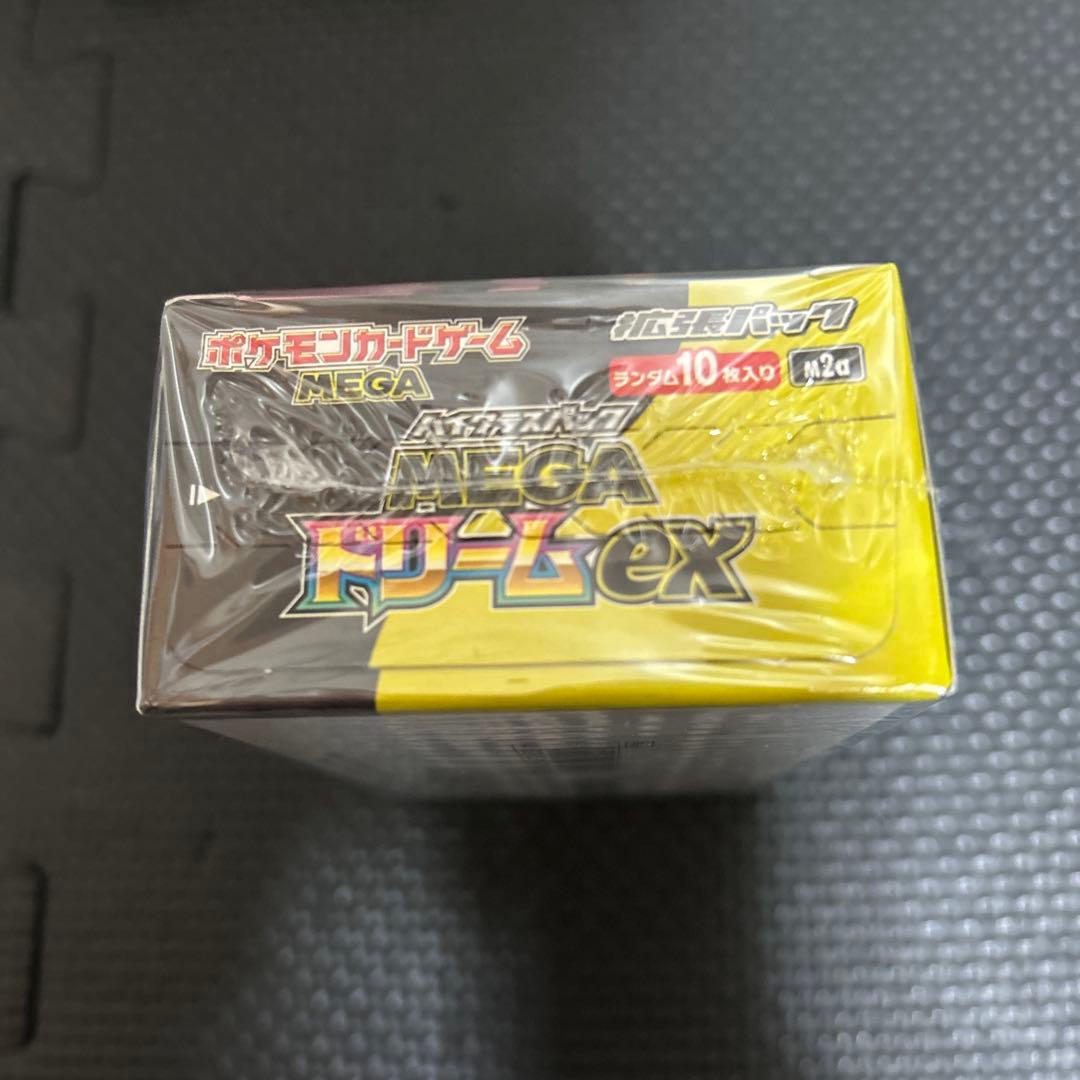 ポケモンカードゲーム
MEGA
拡張パック
ランダム10枚入り
M2a
ハイクラスパック
MEGA
ドリームex